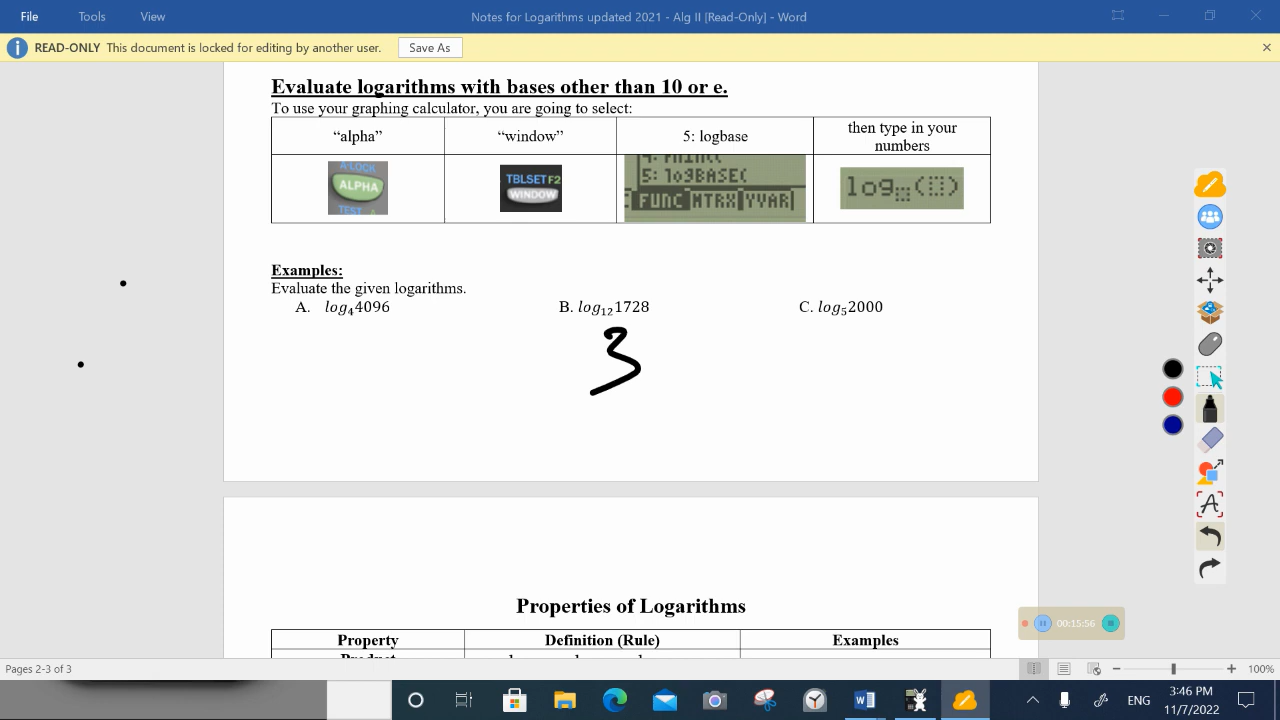 File Tools View Notes for Logarithms updated 2021 - Alg II [Read-Only] - Word
READ-ONLY This document is locked for editing by another user. Save As
Evaluate logarithms with bases other than 10 or e.
To use your graphing calculator, you are going to select:
“alpha” “window” 5: logbase then type in your numbers
A-LOCK
ALPHA
TEST A
TBLSET F2
WINDOW
5: logBASE(
FUNC MTRX YVAR
log (
)
Examples:
Evaluate the given logarithms.
A. log₄4096 B. log₁₂1728 C. log₅2000
3
Properties of Logarithms
Property Definition (Rule) Examples
Product
00:15:56
Pages 2-3 of 3 100%
ENG 3:46 PM
11/7/2022